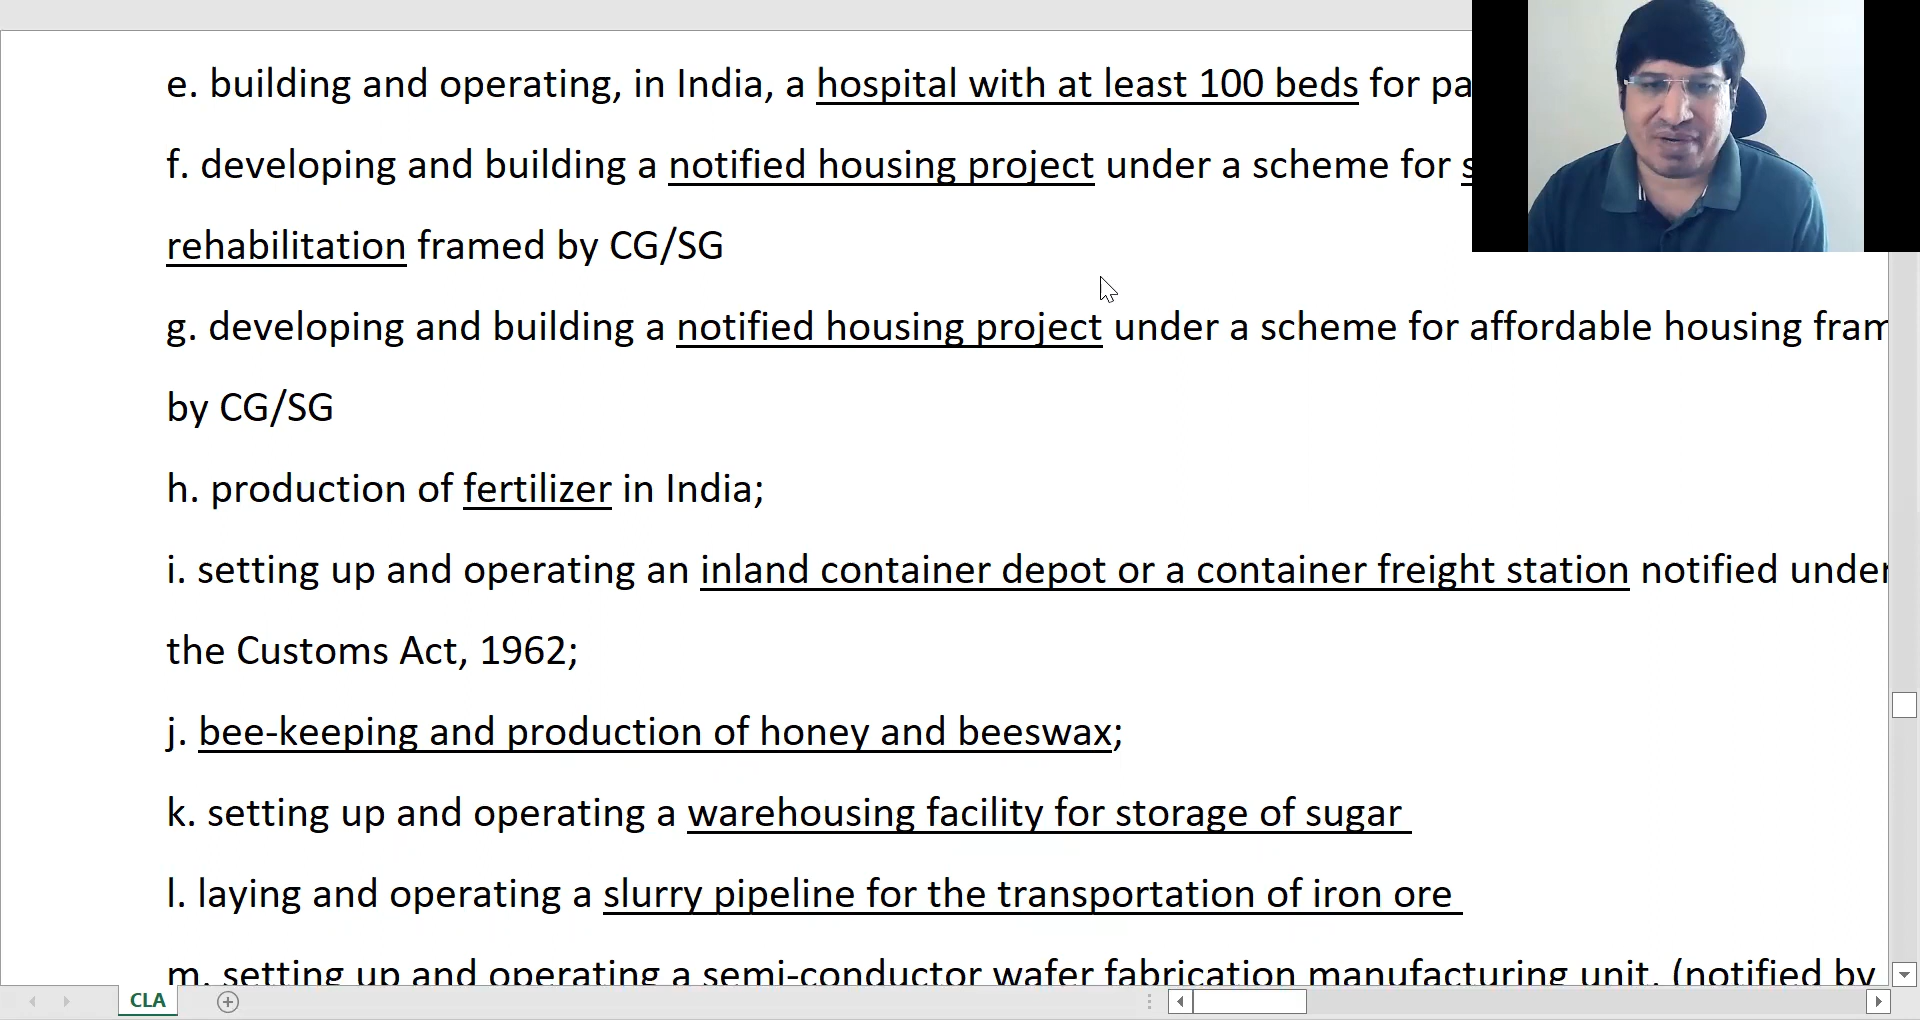 e. building and operating, in India, a hospital with at least 100 beds for
f. developing and building a notified housing project under a scheme for
rehabilitation framed by CG/SG
g. developing and building a notified housing project under a scheme for affordable housing
by CG/SG
h. production of fertilizer in India;
i. setting up and operating an inland container depot or a container freight station notified under
the Customs Act, 1962;
j. bee-keeping and production of honey and beeswax;
k. setting up and operating a warehousing facility for storage of sugar
l. laying and operating a slurry pipeline for the transportation of iron ore
m. setting up and operating a semi-conductor wafer fabrication manufacturing unit, (notified by
CLA